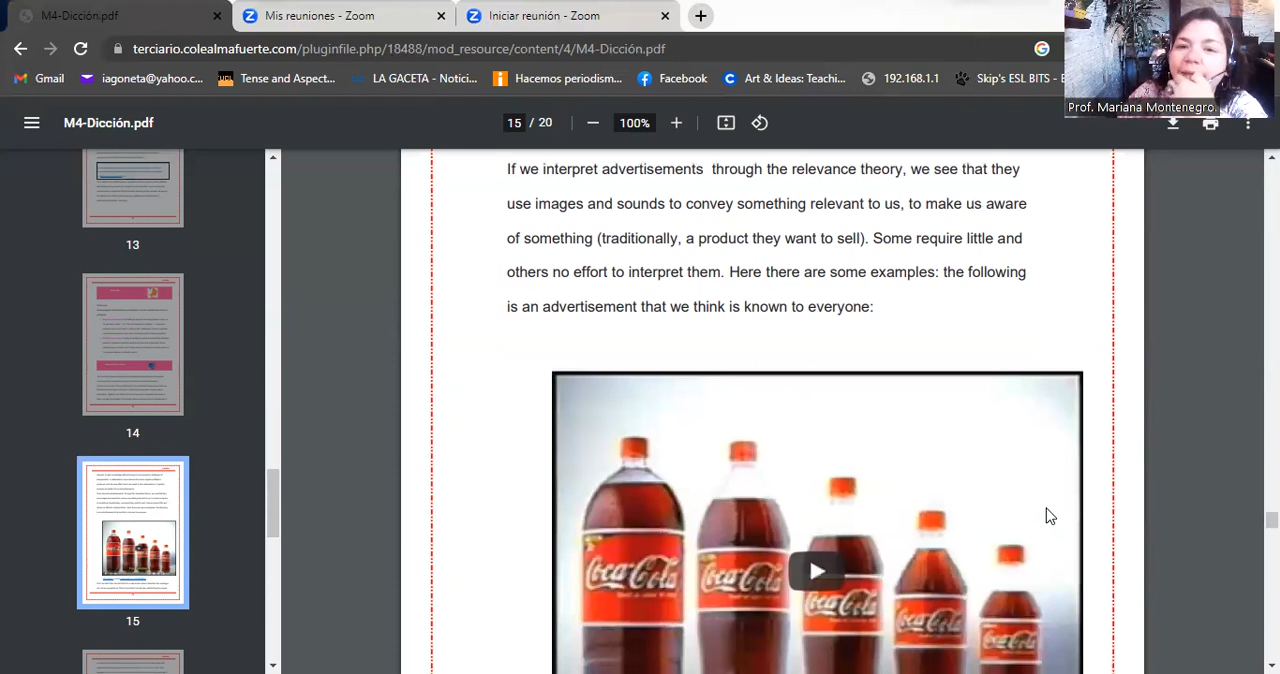 M4-Dicción.pdf
Mis reuniones - Zoom
Iniciar reunión - Zoom
terciario.colealmafuerte.com/pluginfile.php/18488/mod_resource/content/4/M4-Dicción.pdf
Gmail
iagoneta@yahoo.c...
Tense and Aspect...
LA GACETA - Notici...
Hacemos periodism...
Facebook
Art & Ideas: Teachi...
192.168.1.1
Skip's ESL BITS - E
Prof. Mariana Montenegro.
M4-Dicción.pdf
15 / 20
100%
13
14
15
If we interpret advertisements through the relevance theory, we see that they
use images and sounds to convey something relevant to us, to make us aware
of something (traditionally, a product they want to sell). Some require little and
others no effort to interpret them. Here there are some examples: the following
is an advertisement that we think is known to everyone:
Coca-Cola
Coca-Cola
Coca-Cola
Coca-Cola
Coca-Cola